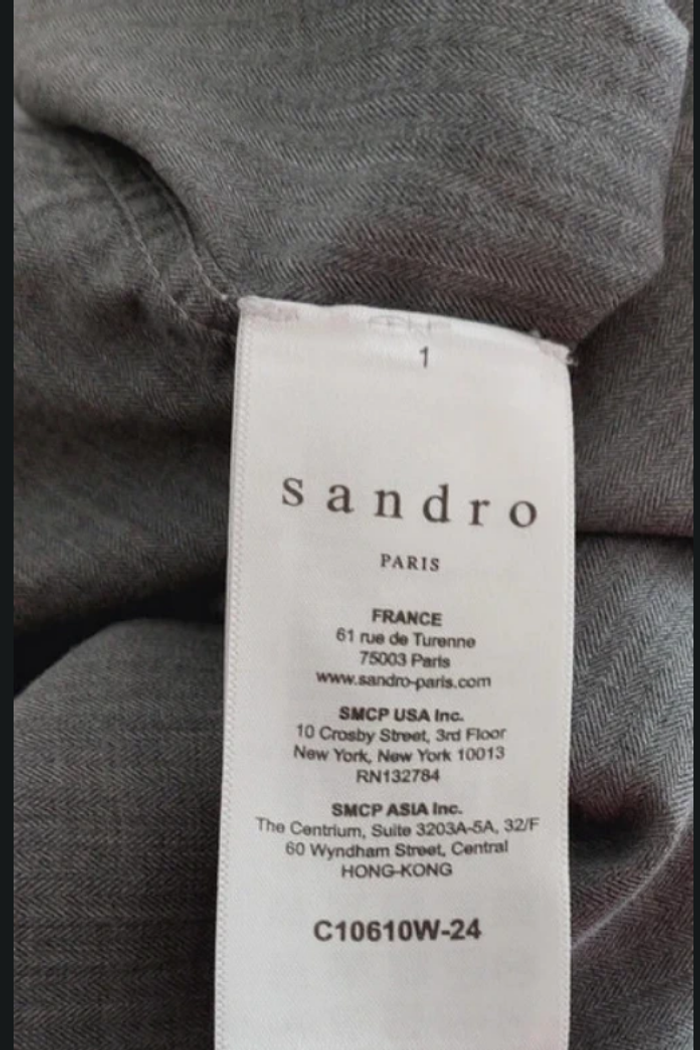 1
sandro
PARIS
FRANCE
61 rue de Turenne
75003 Paris
www.sandro-paris.com
SMCP USA Inc.
10 Crosby Street, 3rd Floor
New York, New York 10013
RN132784
SMCP ASIA Inc.
The Centrium, Suite 3203A-5A, 32/F
60 Wyndham Street, Central
HONG-KONG
C10610W-24